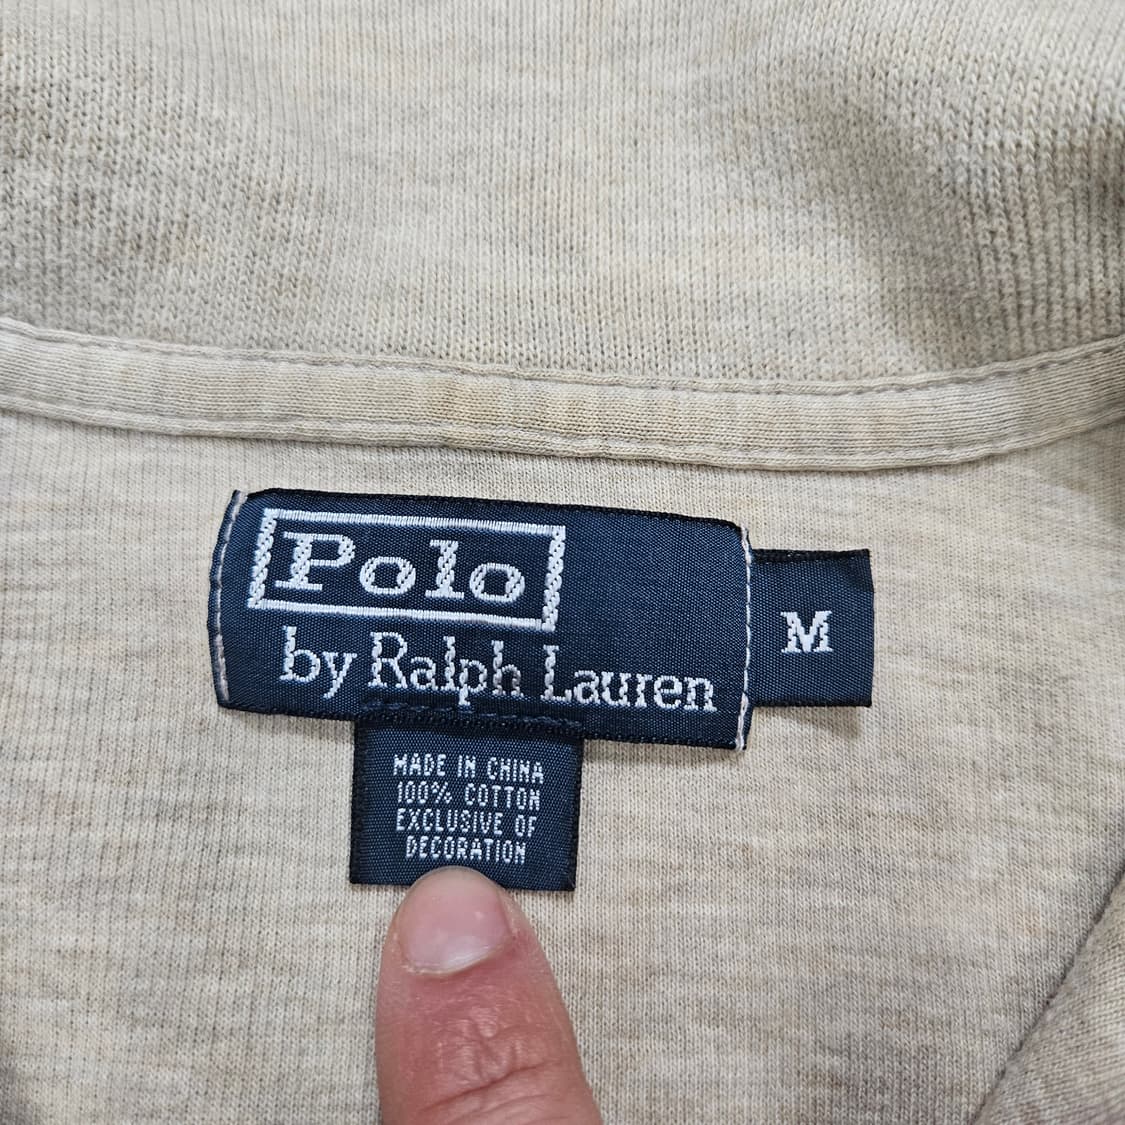 Polo
by Ralph Lauren
M
MADE IN CHINA
100% COTTON
EXCLUSIVE OF
DECORATION